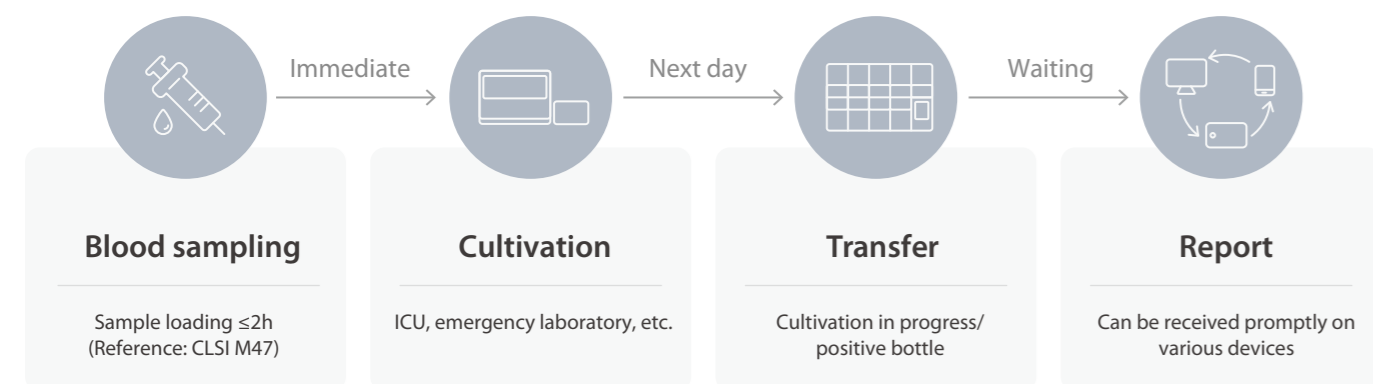 Immediate
Next day
Waiting
Blood sampling
Sample loading ≤2h
(Reference: CLSI M47)
Cultivation
ICU, emergency laboratory, etc.
Transfer
Cultivation in progress/
positive bottle
Report
Can be received promptly on
various devices